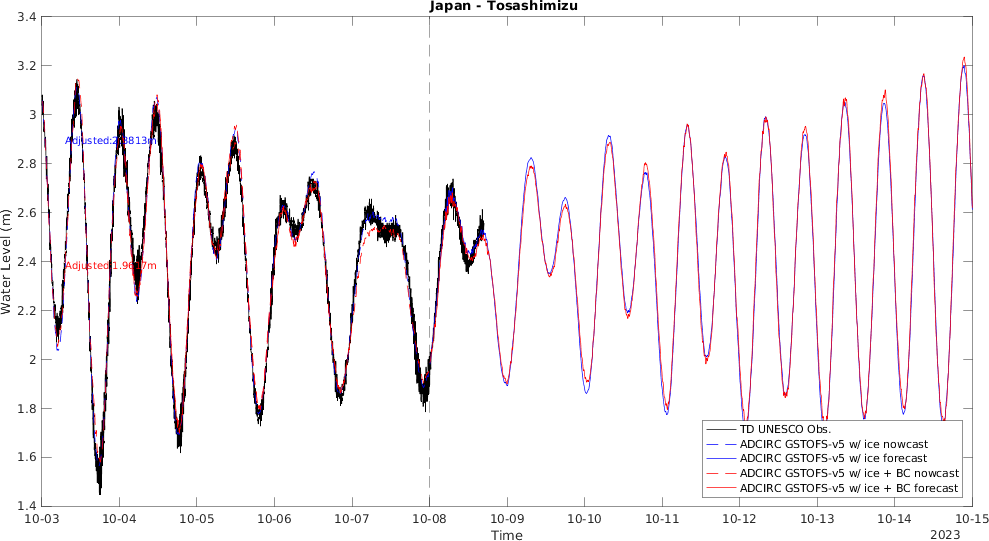 Japan - Tosashimizu
3.4
3.2
3
2.8
2.6
2.4
2.2
2
1.8
1.6
1.4
Water Level (m)
TD UNESCO Obs.
ADCIRC GSTOFS-v5 w/ ice nowcast
ADCIRC GSTOFS-v5 w/ ice forecast
ADCIRC GSTOFS-v5 w/ ice + BC nowcast
ADCIRC GSTOFS-v5 w/ ice + BC forecast
10-03 10-04 10-05 10-06 10-07 10-08 10-09 10-10 10-11 10-12 10-13 10-14 10-15
Time
2023